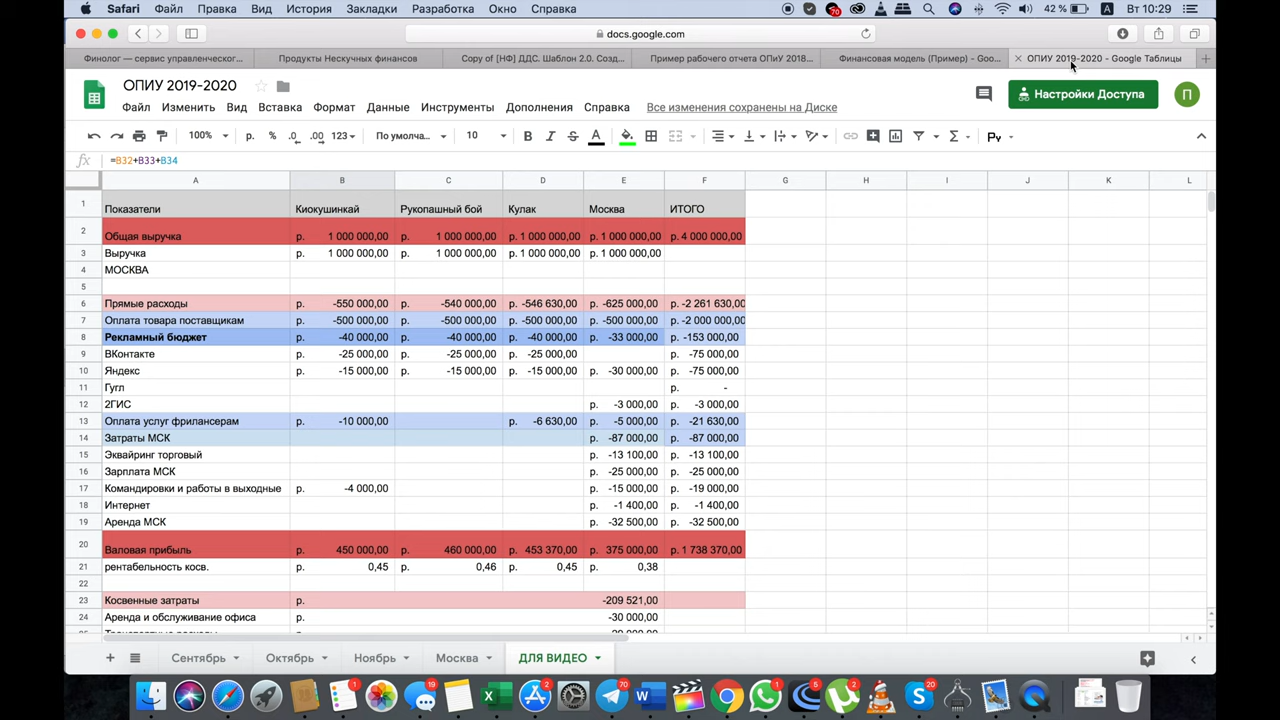 Safari Файл Правка Вид История Закладки Разработка Окно Справка 70 42 % A Вт 10:29
docs.google.com
Финолог — сервис управленческого... Продукты Нескучных финансов Copy of [НФ] ДДС. Шаблон 2.0. Созд... Пример рабочего отчета ОПиУ 2018... Финансовая модель (Пример) - Goo... ОПИУ 2019-2020 - Google Таблицы
ОПИУ 2019-2020
Файл Изменить Вид Вставка Формат Данные Инструменты Дополнения Справка Все изменения сохранены на Диске Настройки Доступа П
100% р. % .0 .00 123 По умолча... 10 B I S A Σ Ру
fx =B32+B33+B34
A B C D E F G H I J K L
1 Показатели Киокушинкай Рукопашный бой Кулак Москва ИТОГО
2 Общая выручка р. 1 000 000,00 р. 1 000 000,00 р. 1 000 000,00 р. 1 000 000,00 р. 4 000 000,00
3 Выручка р. 1 000 000,00 р. 1 000 000,00 р. 1 000 000,00 р. 1 000 000,00
4 МОСКВА
5
6 Прямые расходы р. -550 000,00 р. -540 000,00 р. -546 630,00 р. -625 000,00 р. -2 261 630,00
7 Оплата товара поставщикам р. -500 000,00 р. -500 000,00 р. -500 000,00 р. -500 000,00 р. -2 000 000,00
8 Рекламный бюджет р. -40 000,00 р. -40 000,00 р. -40 000,00 р. -33 000,00 р. -153 000,00
9 ВКонтакте р. -25 000,00 р. -25 000,00 р. -25 000,00 р. -75 000,00
10 Яндекс р. -15 000,00 р. -15 000,00 р. -15 000,00 р. -30 000,00 р. -75 000,00
11 Гугл р. -
12 2ГИС р. -3 000,00 р. -3 000,00
13 Оплата услуг фрилансерам р. -10 000,00 р. -6 630,00 р. -5 000,00 р. -21 630,00
14 Затраты МСК р. -87 000,00 р. -87 000,00
15 Эквайринг торговый р. -13 100,00 р. -13 100,00
16 Зарплата МСК р. -25 000,00 р. -25 000,00
17 Командировки и работы в выходные р. -4 000,00 р. -15 000,00 р. -19 000,00
18 Интернет р. -1 400,00 р. -1 400,00
19 Аренда МСК р. -32 500,00 р. -32 500,00
20 Валовая прибыль р. 450 000,00 р. 460 000,00 р. 453 370,00 р. 375 000,00 р. 1 738 370,00
21 рентабельность косв. р. 0,45 р. 0,46 р. 0,45 р. 0,38
22
23 Косвенные затраты р. -209 521,00
24 Аренда и обслуживание офиса р. -30 000,00
Сентябрь Октябрь Ноябрь Москва ДЛЯ ВИДЕО
1 19 70 1 5 2 20